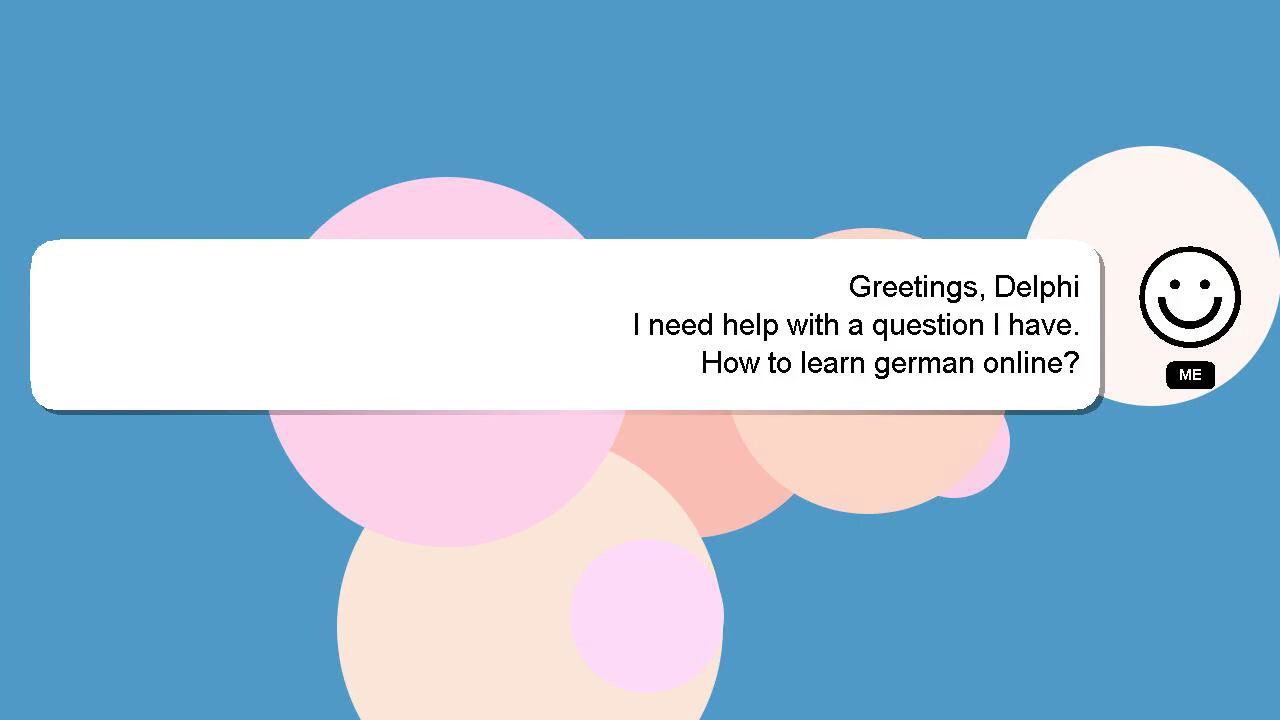 Greetings, Delphi
I need help with a question I have.
How to learn german online?
ME